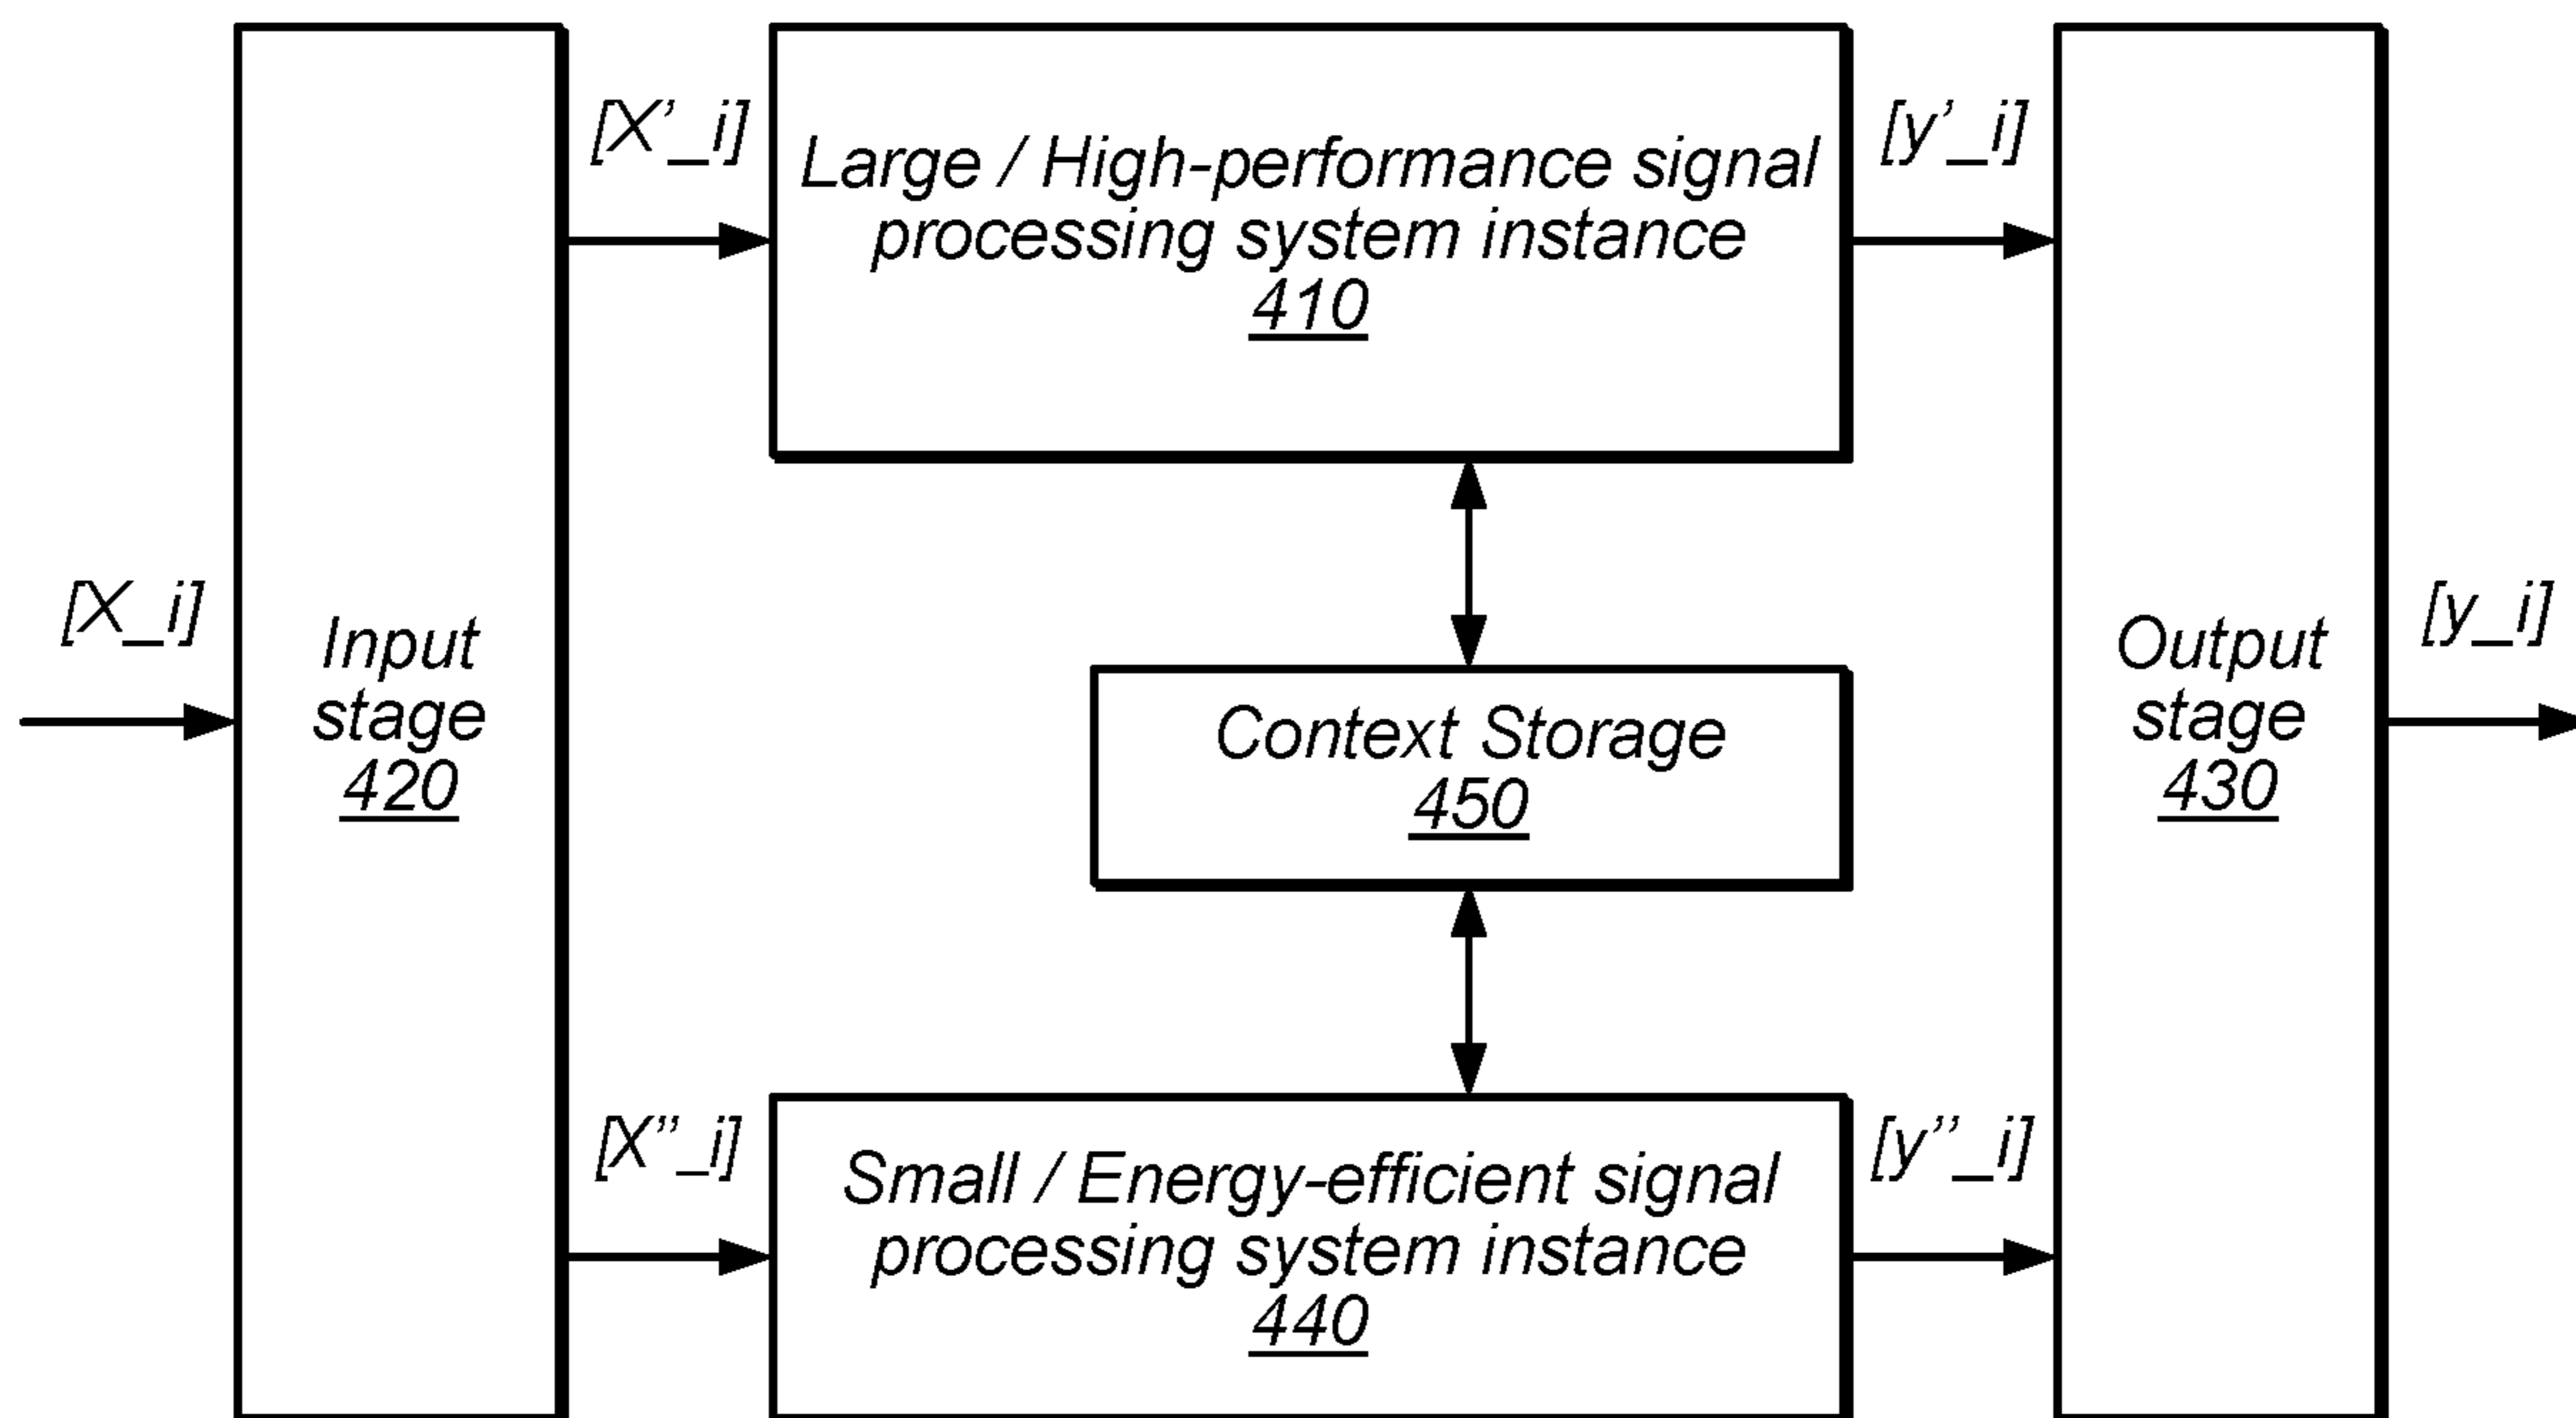 [X_i]
Input
stage
420
[X'_i]
Large / High-performance signal
processing system instance
410
[y'_i]
Context Storage
450
[X”_i]
Small / Energy-efficient signal
processing system instance
440
[y”_i]
Output
stage
430
[y_i]